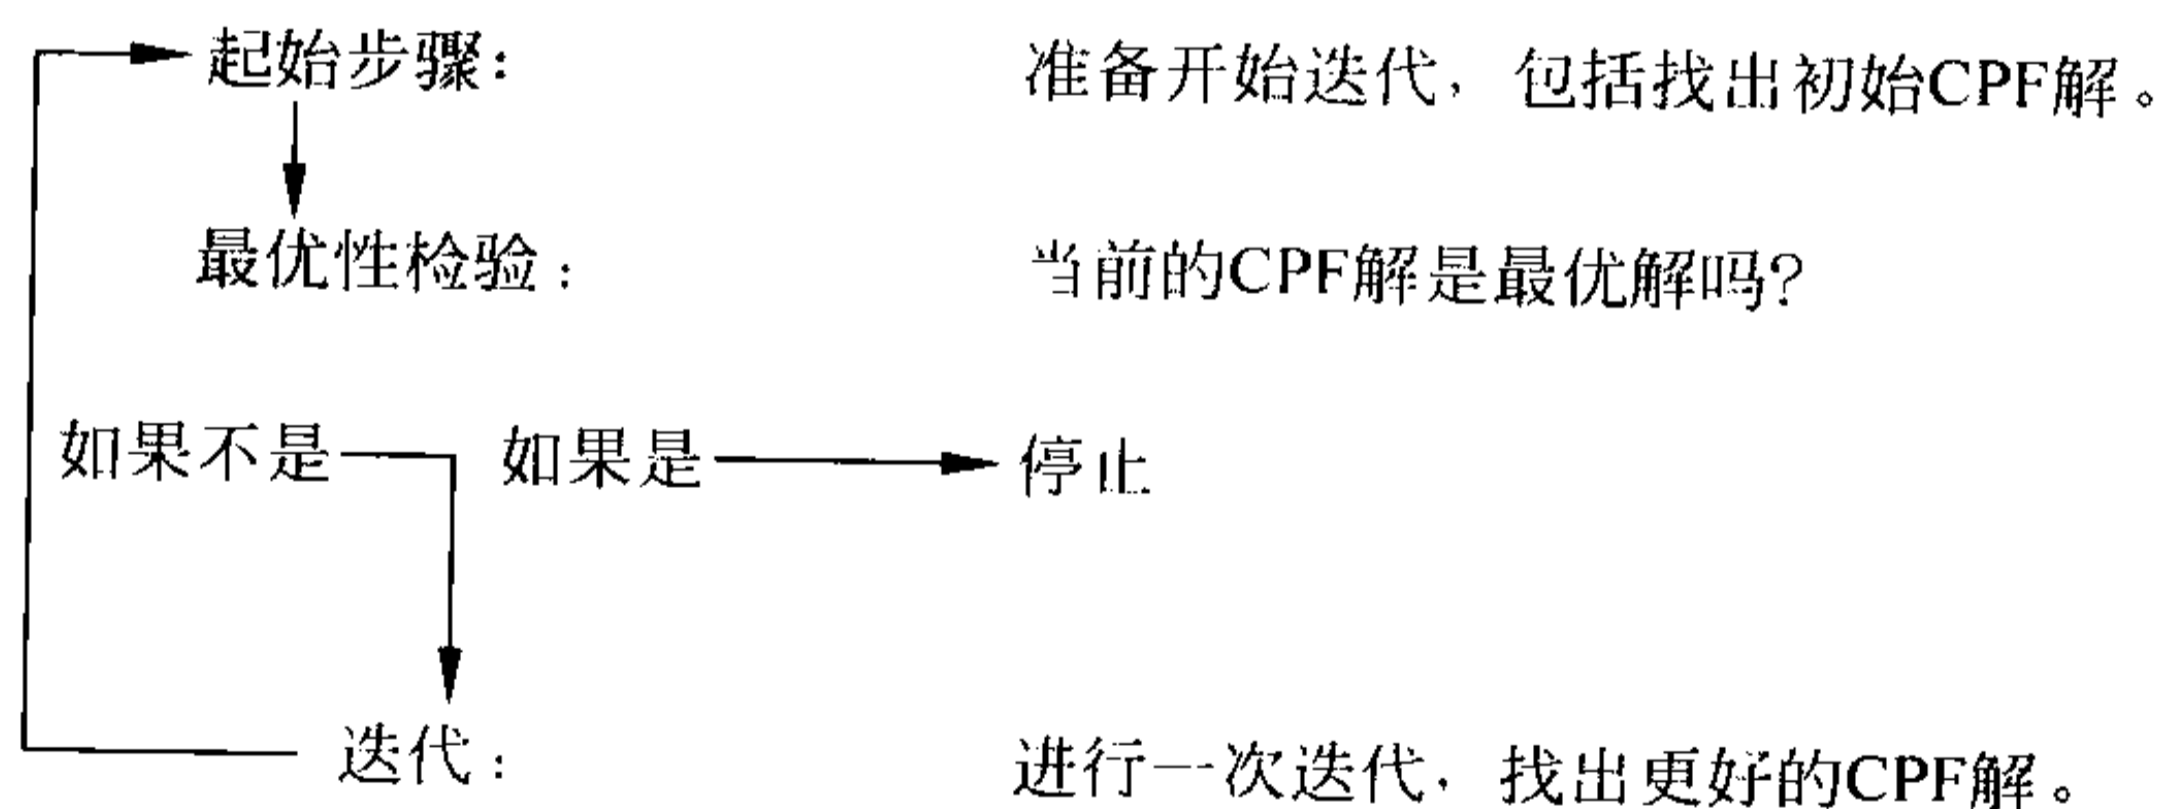 起始步骤： 准备开始迭代，包括找出初始CPF解。
最优性检验： 当前的CPF解是最优解吗？
如果不是 如果是 停止
迭代： 进行一次迭代，找出更好的CPF解。